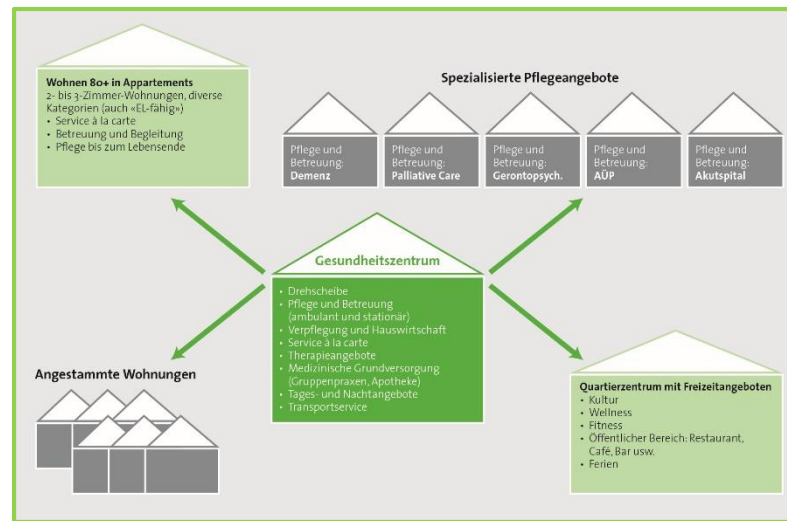 Wohnen 80+ in Appartements
2- bis 3-Zimmer-Wohnungen, diverse
Kategorien (auch «EL-fähig»)
• Service à la carte
• Betreuung und Begleitung
• Pflege bis zum Lebensende
Spezialisierte Pflegeangebote
Pflege und
Betreuung:
Demenz
Pflege und
Betreuung:
Palliative Care
Pflege und
Betreuung:
Gerontopsych.
Pflege und
Betreuung:
AÜP
Pflege und
Betreuung:
Akutspital
Gesundheitszentrum
• Drehscheibe
• Pflege und Betreuung
(ambulant und stationär)
• Verpflegung und Hauswirtschaft
• Service à la carte
• Therapieangebote
• Medizinische Grundversorgung
(Gruppenpraxen, Apotheke)
• Tages- und Nachtangebote
• Transportservice
Angestammte Wohnungen
Quartierzentrum mit Freizeitangeboten
• Kultur
• Wellness
• Fitness
• Öffentlicher Bereich: Restaurant,
Café, Bar usw.
• Ferien